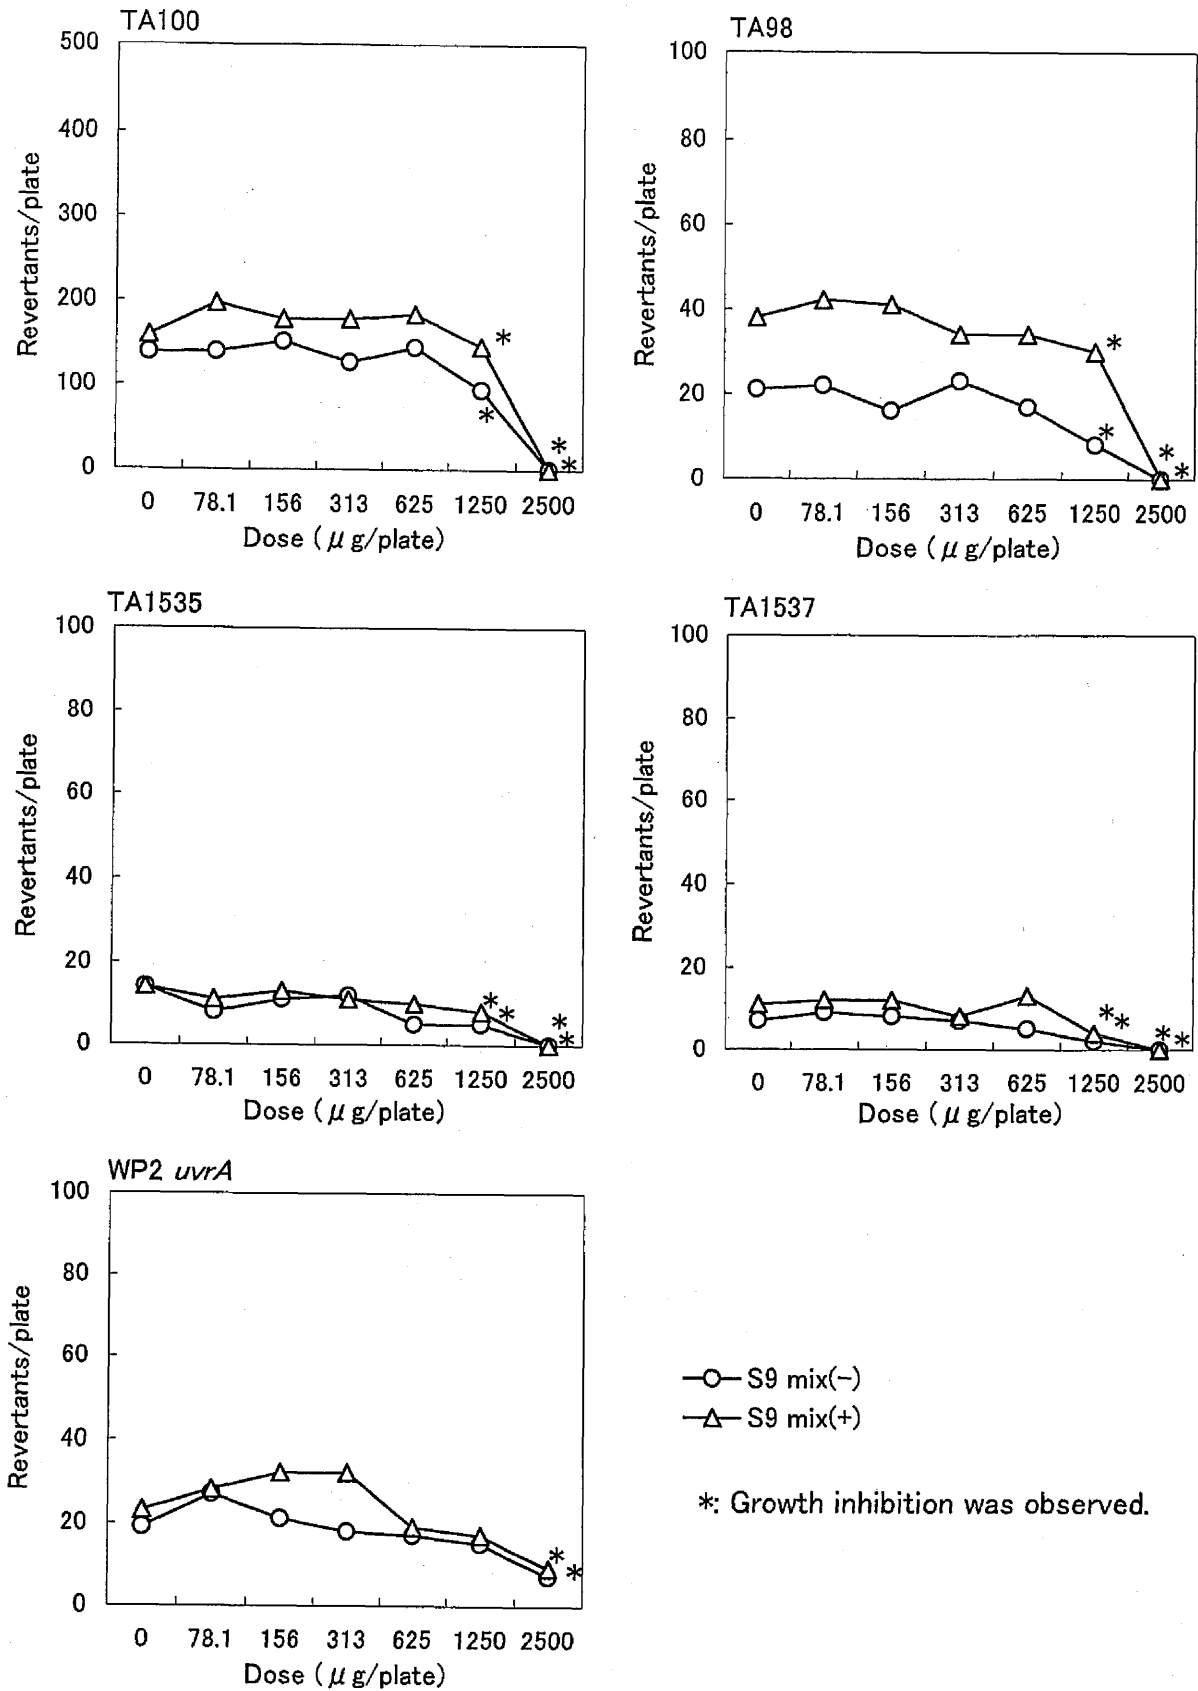 TA100
500
400
300
200
100
0
Revertants/plate
0 78.1 156 313 625 1250 2500
Dose (μg/plate)
* * * *
TA98
100
80
60
40
20
0
Revertants/plate
0 78.1 156 313 625 1250 2500
Dose (μg/plate)
* * * *
TA1535
100
80
60
40
20
0
Revertants/plate
0 78.1 156 313 625 1250 2500
Dose (μg/plate)
* * * *
TA1537
100
80
60
40
20
0
Revertants/plate
0 78.1 156 313 625 1250 2500
Dose (μg/plate)
* * * *
WP2 uvrA
100
80
60
40
20
0
Revertants/plate
0 78.1 156 313 625 1250 2500
Dose (μg/plate)
* *
S9 mix(-)
S9 mix(+)
*: Growth inhibition was observed.